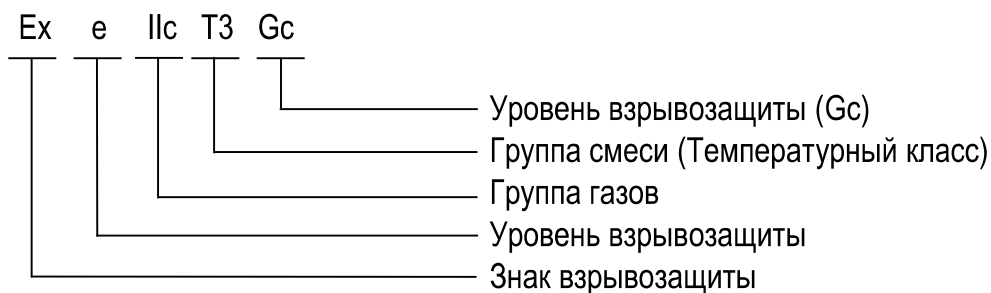 Ex e IIc T3 Gc
Уровень взрывозащиты (Gc)
Группа смеси (Температурный класс)
Группа газов
Уровень взрывозащиты
Знак взрывозащиты